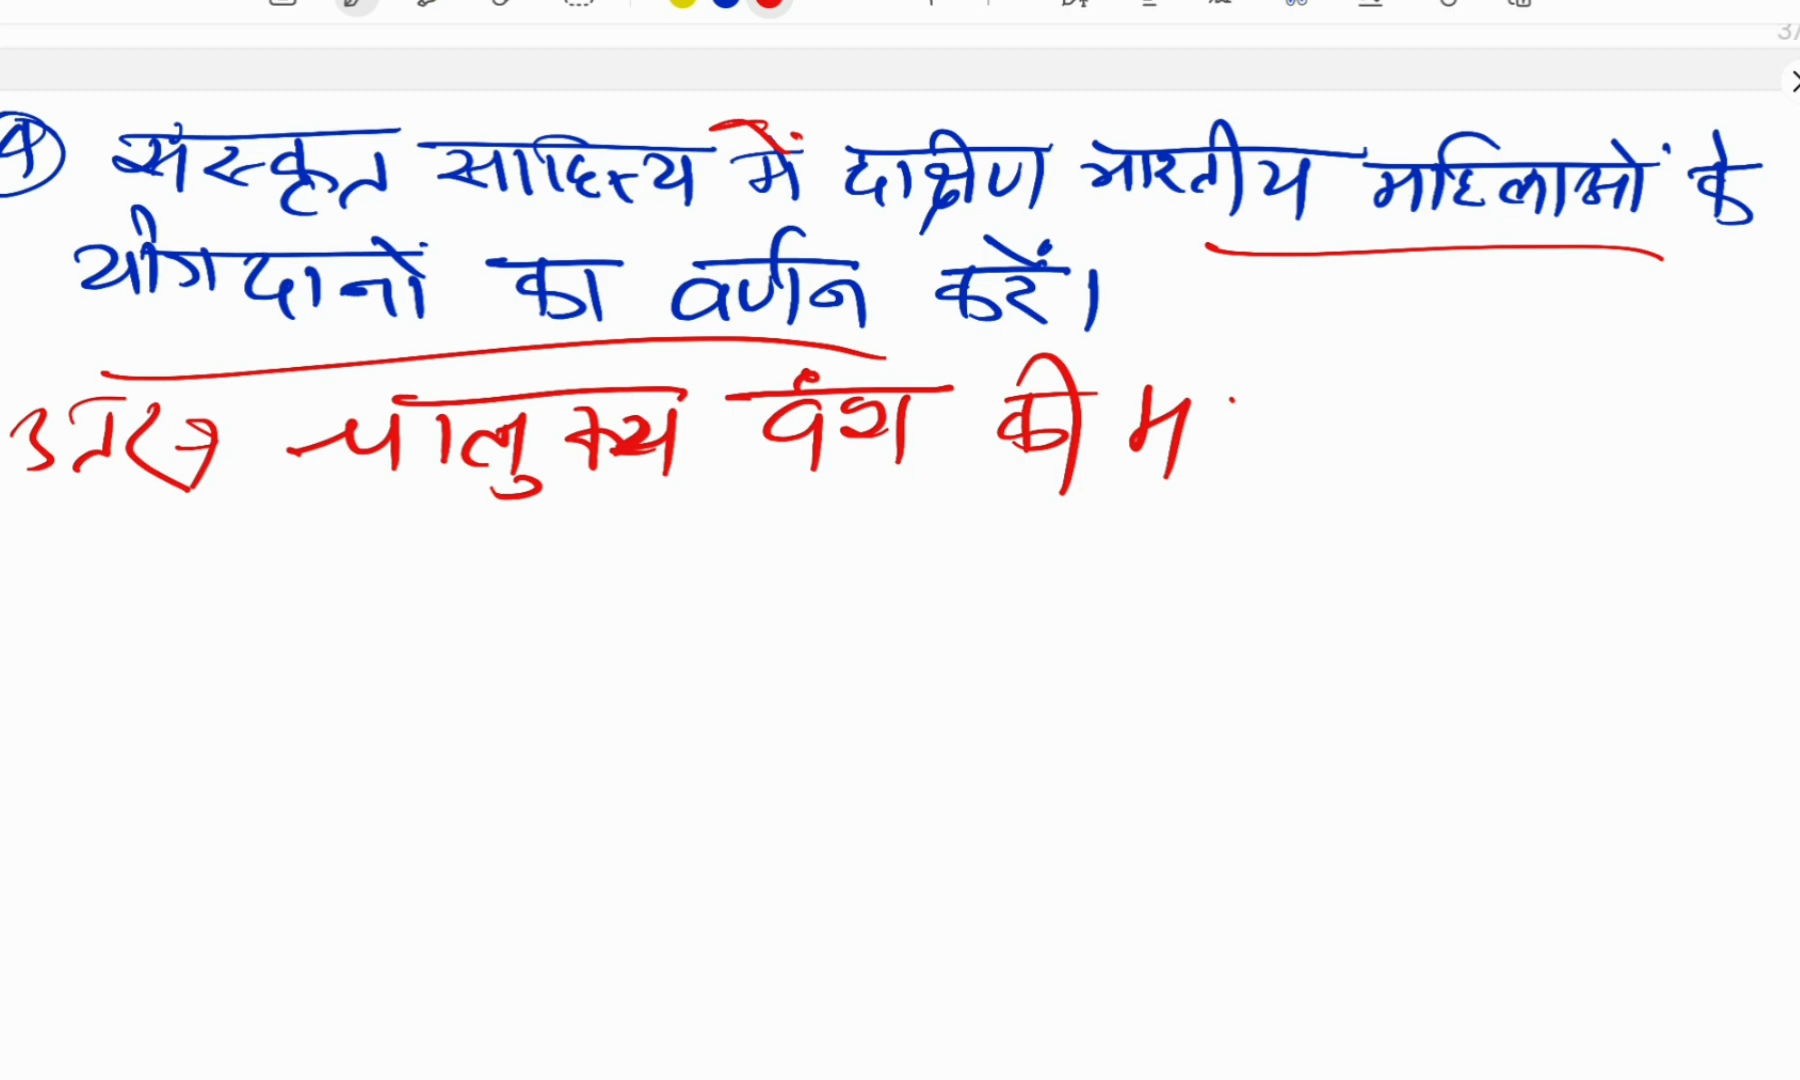 ④ संस्कृत साहित्य में दक्षिण भारतीय महिलाओं के
योगदानों का वर्णन करें।
उत्तर→ चालुक्य वंश की म